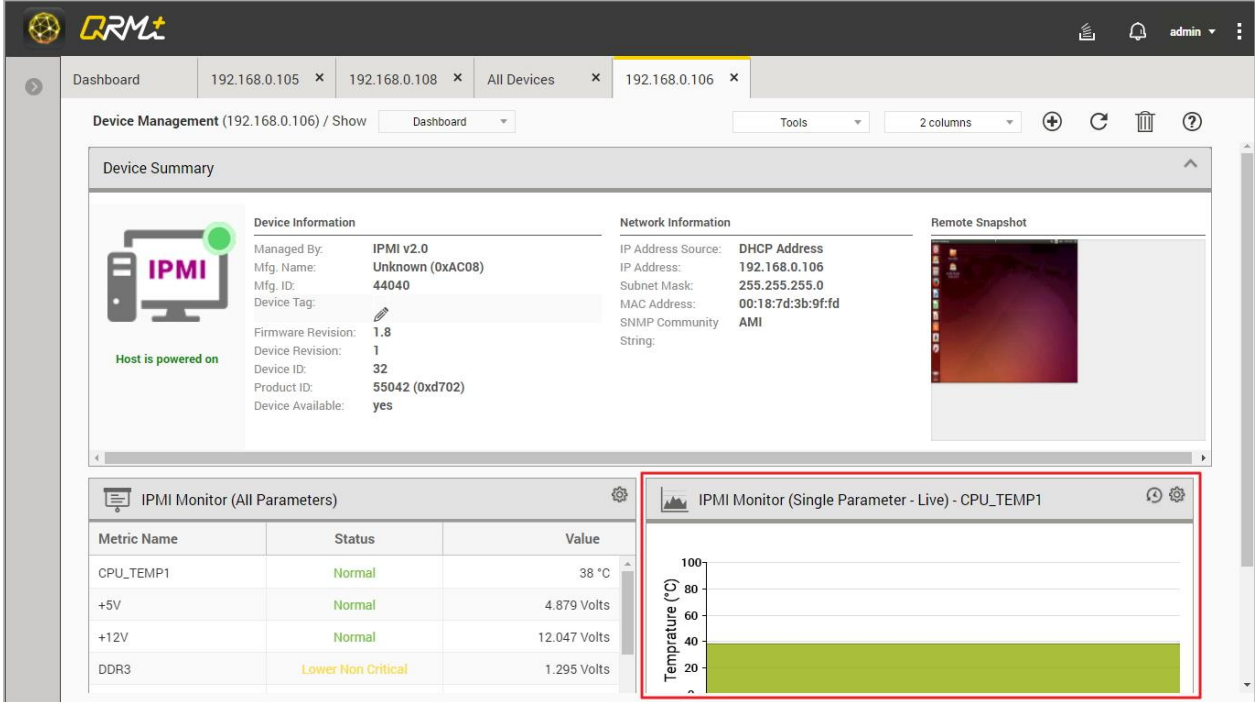 QRM+
admin
Dashboard
192.168.0.105 ×
192.168.0.108 ×
All Devices ×
192.168.0.106 ×
Device Management (192.168.0.106) / Show
Dashboard
Tools
2 columns
Device Summary
IPMI
Host is powered on
Device Information
Managed By: IPMI v2.0
Mfg. Name: Unknown (0xAC08)
Mfg. ID: 44040
Device Tag:
Firmware Revision: 1.8
Device Revision: 1
Device ID: 32
Product ID: 55042 (0xd702)
Device Available: yes
Network Information
IP Address Source: DHCP Address
IP Address: 192.168.0.106
Subnet Mask: 255.255.255.0
MAC Address: 00:18:7d:3b:9f:fd
SNMP Community AMI
String:
Remote Snapshot
IPMI Monitor (All Parameters)
Metric Name Status Value
CPU_TEMP1 Normal 38 °C
+5V Normal 4.879 Volts
+12V Normal 12.047 Volts
DDR3 Lower Non Critical 1.295 Volts
IPMI Monitor (Single Parameter - Live) - CPU_TEMP1
Temprature (°C)
100
80
60
40
20
0